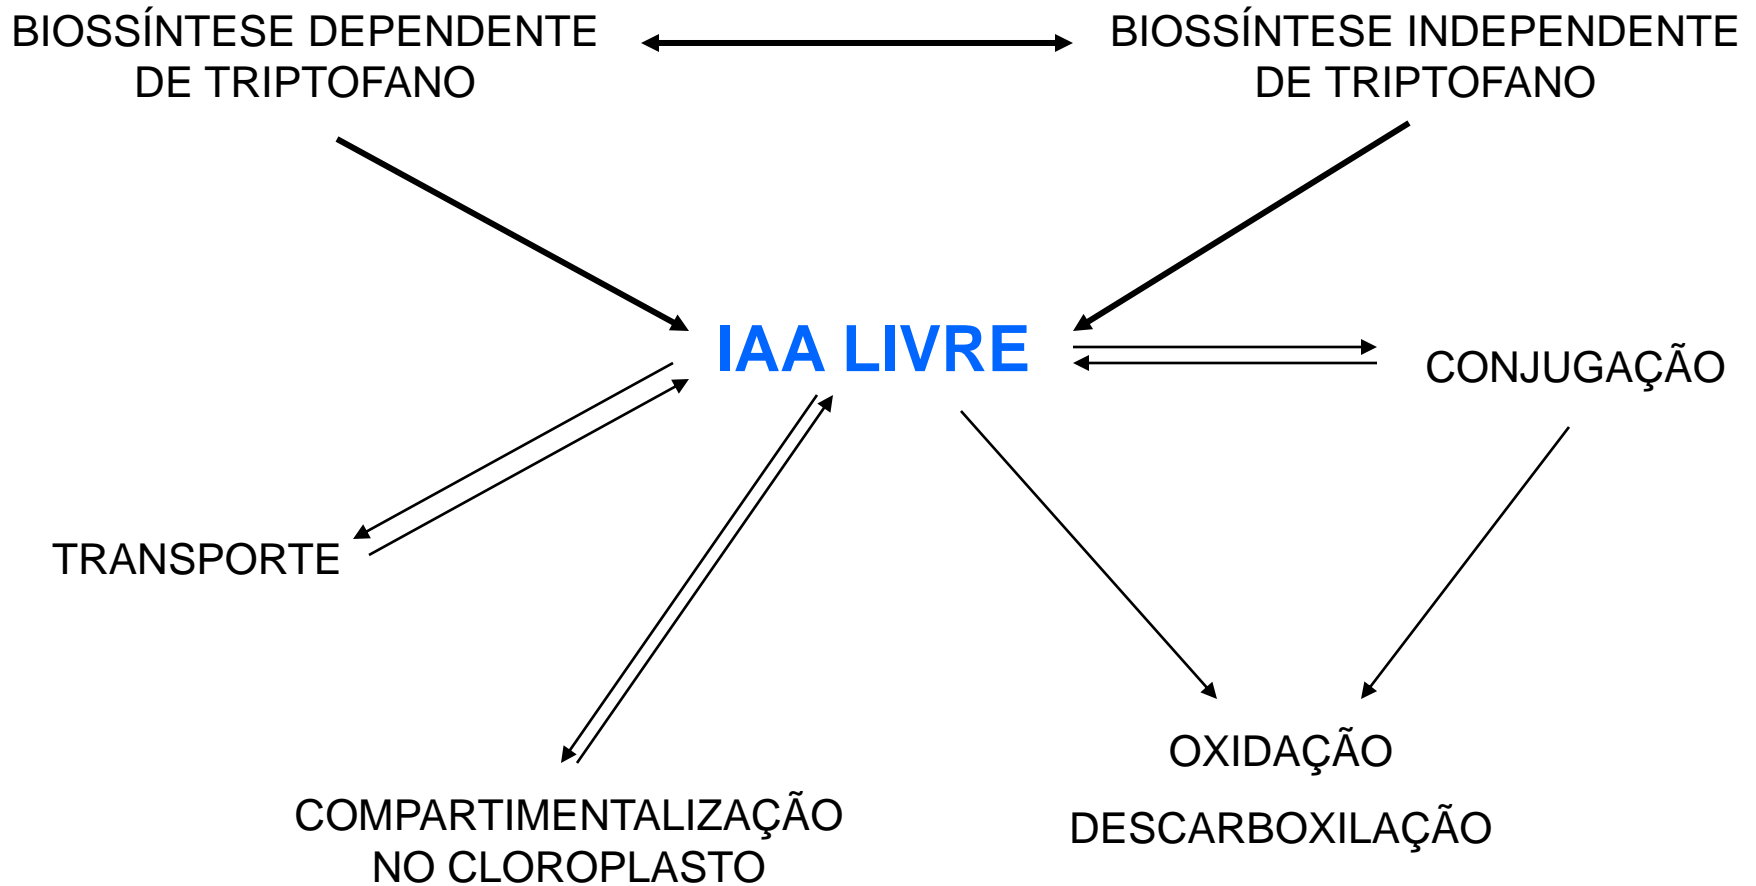 BIOSSÍNTESE DEPENDENTE
DE TRIPTOFANO
BIOSSÍNTESE INDEPENDENTE
DE TRIPTOFANO
IAA LIVRE
CONJUGAÇÃO
TRANSPORTE
OXIDAÇÃO
DESCARBOXILAÇÃO
COMPARTIMENTALIZAÇÃO
NO CLOROPLASTO